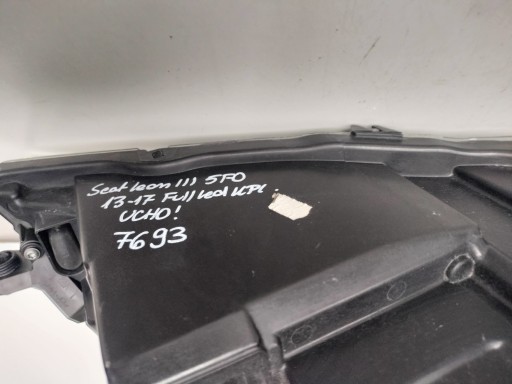 Seat leon III 5F0
13-17 Full led KPL.
UCHO!
7693